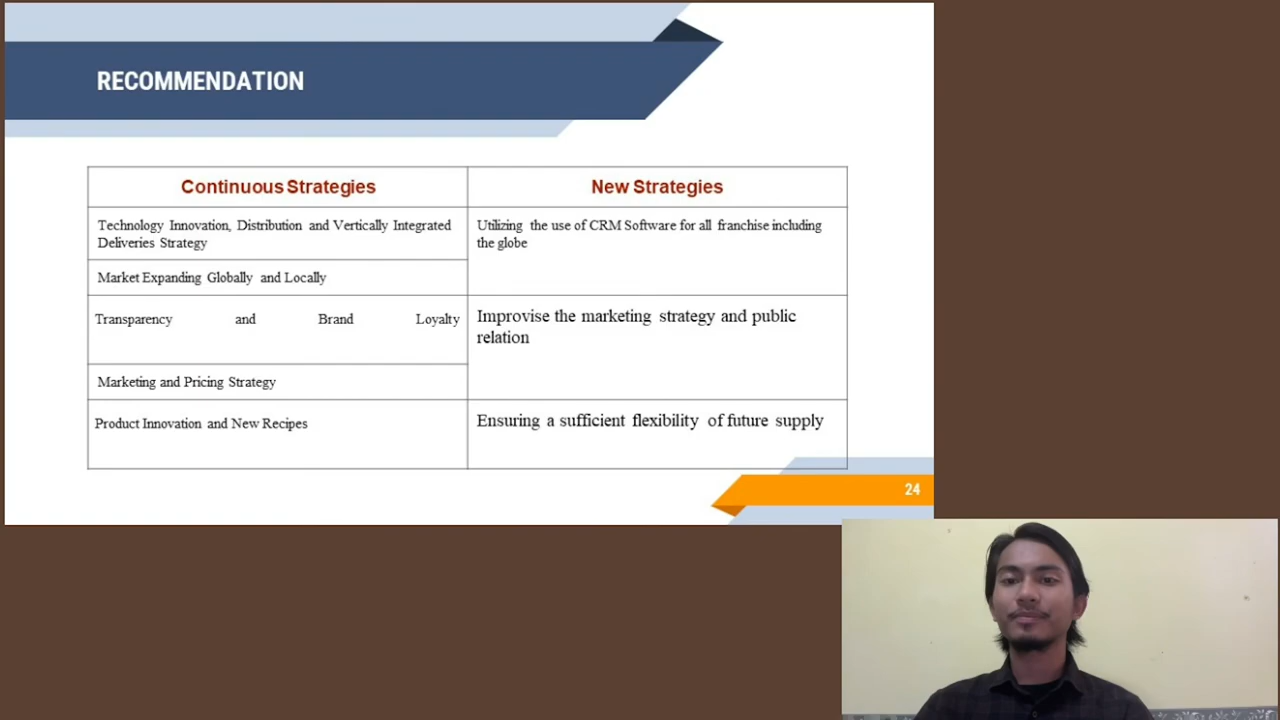 RECOMMENDATION
Continuous Strategies
New Strategies
Technology Innovation, Distribution and Vertically Integrated
Deliveries Strategy
Utilizing the use of CRM Software for all franchise including
the globe
Market Expanding Globally and Locally
Transparency and Brand Loyalty
Improvise the marketing strategy and public
relation
Marketing and Pricing Strategy
Product Innovation and New Recipes
Ensuring a sufficient flexibility of future supply
24